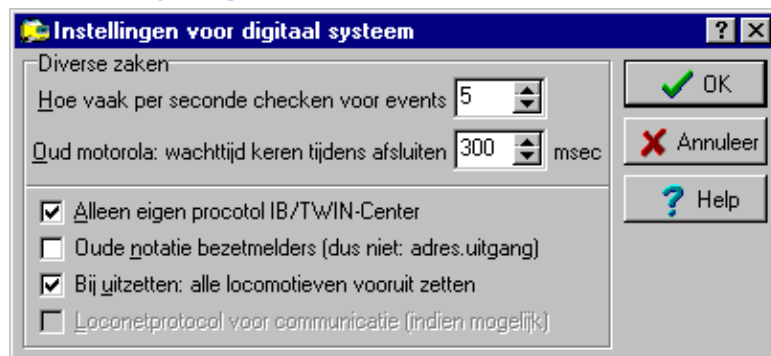 Instellingen voor digitaal systeem
Diverse zaken
Hoe vaak per seconde checken voor events 5
Oud motorola: wachttijd keren tijdens afsluiten 300 msec
Alleen eigen procotol IB/TWIN-Center
Oude notatie bezetmelders (dus niet: adres.uitgang)
Bij uitzetten: alle locomotieven vooruit zetten
Loconetprotocol voor communicatie (indien mogelijk)
OK
Annuleer
? Help